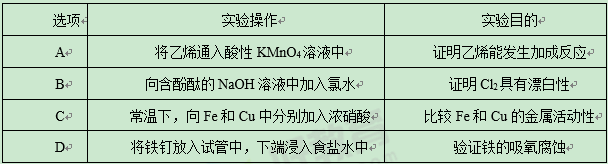 选项 实验操作 实验目的
A 将乙烯通入酸性 KMnO₄ 溶液中 证明乙烯能发生加成反应
B 向含酚酞的 NaOH 溶液中加入氯水 证明 Cl₂ 具有漂白性
C 常温下，向 Fe 和 Cu 中分别加入浓硝酸 比较 Fe 和 Cu 的金属活动性
D 将铁钉放入试管中，下端浸入食盐水中 验证铁的吸氧腐蚀